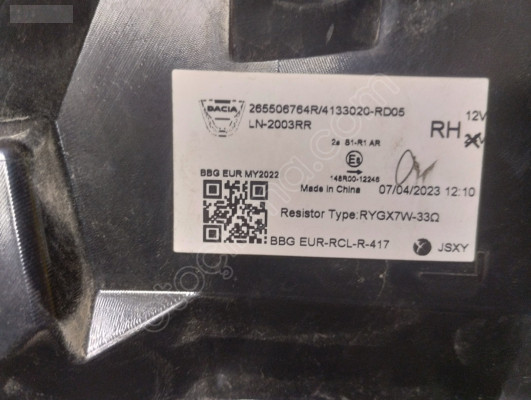 DACIA
265506764R/4133020-RD05
LN-2003RR
RH
12V
2a S1-R1 AR
E
148R00-12246
Made in China
07/04/2023 12:10
BBG EUR MY2022
Resistor Type:RYGX7W-33Ω
BBG EUR-RCL-R-417
JSXY